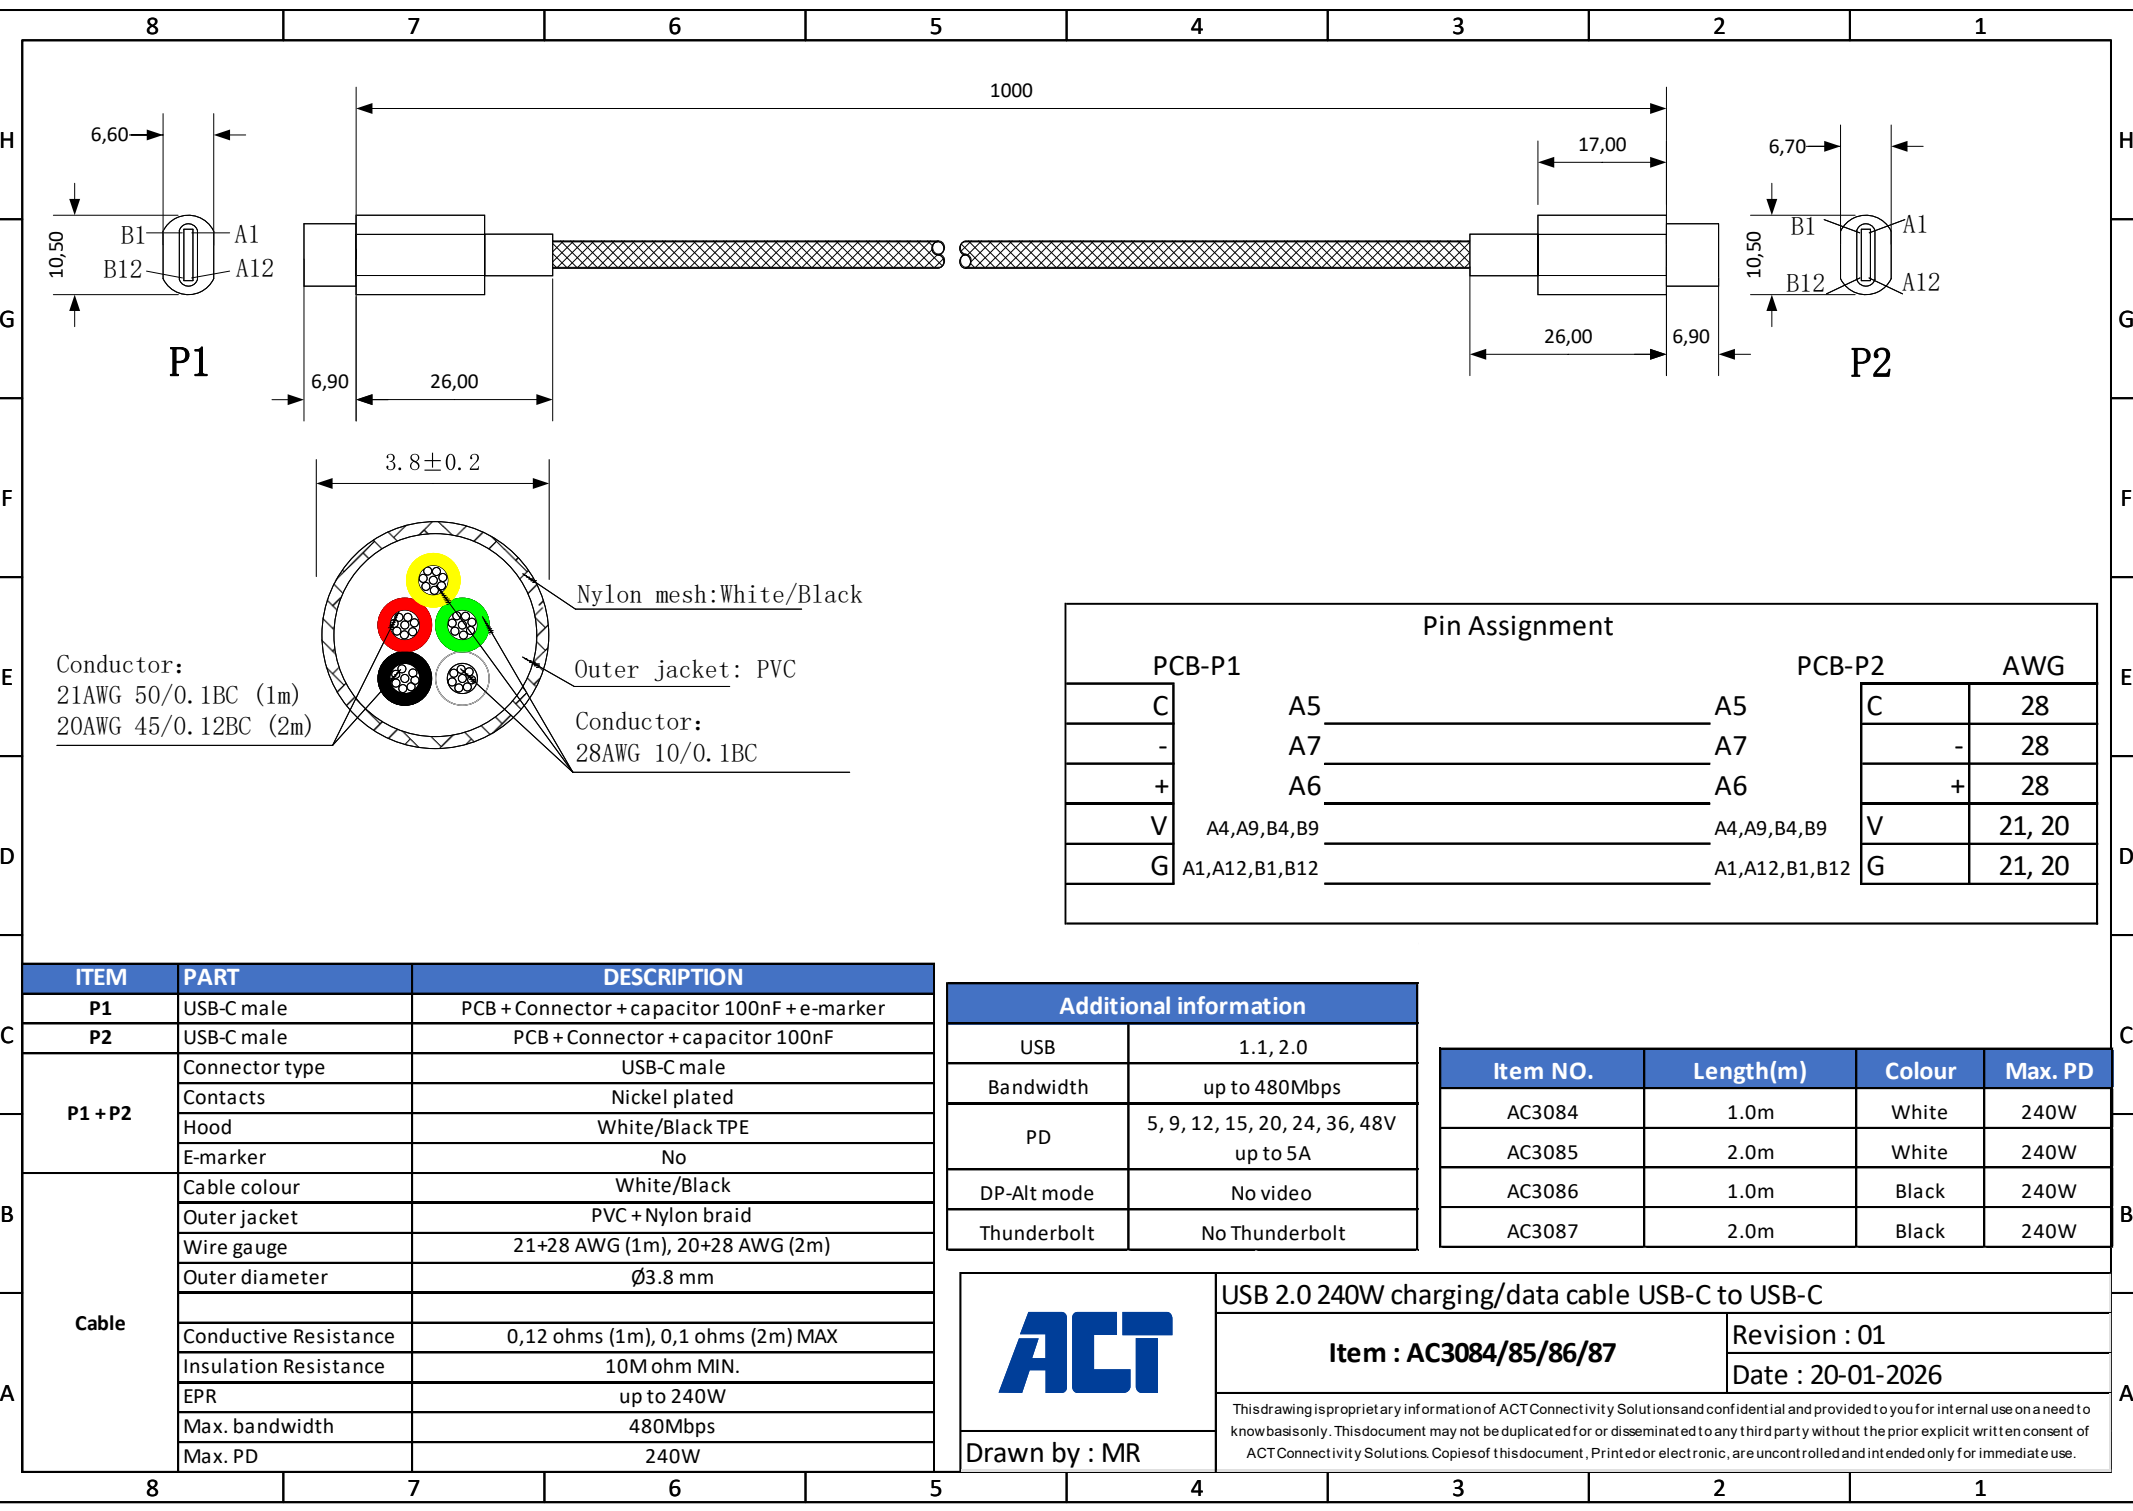 8 7 6 5 4 3 2 1
H H
G G
F F
E E
D D
C C
B B
A A
1000
6,60
17,00
6,70
10,50
B1 A1
B12 A12
P1
6,90 26,00
B1 A1
10,50
B12 A12
26,00 6,90
P2
3.8±0.2
Nylon mesh:White/Black
Outer jacket: PVC
Conductor:
28AWG 10/0.1BC
Conductor:
21AWG 50/0.1BC (1m)
20AWG 45/0.12BC (2m)
Pin Assignment
PCB-P1 PCB-P2 AWG
C A5 A5 C 28
- A7 A7 - 28
+ A6 A6 + 28
V A4,A9,B4,B9 A4,A9,B4,B9 V 21, 20
G A1,A12,B1,B12 A1,A12,B1,B12 G 21, 20
ITEM PART DESCRIPTION
P1 USB-C male PCB + Connector + capacitor 100nF + e-marker
P2 USB-C male PCB + Connector + capacitor 100nF
P1 + P2
Connector type USB-C male
Contacts Nickel plated
Hood White/Black TPE
E-marker No
Cable
Cable colour White/Black
Outer jacket PVC + Nylon braid
Wire gauge 21+28 AWG (1m), 20+28 AWG (2m)
Outer diameter Ø3.8 mm
Conductive Resistance 0,12 ohms (1m), 0,1 ohms (2m) MAX
Insulation Resistance 10M ohm MIN.
EPR up to 240W
Max. bandwidth 480Mbps
Max. PD 240W
Additional information
USB 1.1, 2.0
Bandwidth up to 480Mbps
PD 5, 9, 12, 15, 20, 24, 36, 48V
up to 5A
DP-Alt mode No video
Thunderbolt No Thunderbolt
Item NO. Length(m) Colour Max. PD
AC3084 1.0m White 240W
AC3085 2.0m White 240W
AC3086 1.0m Black 240W
AC3087 2.0m Black 240W
ACT
Drawn by : MR
USB 2.0 240W charging/data cable USB-C to USB-C
Item : AC3084/85/86/87
Revision : 01
Date : 20-01-2026
This drawing is proprietary information of ACT Connectivity Solutions and confidential and provided to you for internal use on a need to
know basis only. This document may not be duplicated for or disseminated to any third party without the prior explicit written consent of
ACT Connectivity Solutions. Copies of this document, Printed or electronic, are uncontrolled and intended only for immediate use.
8 7 6 5 4 3 2 1